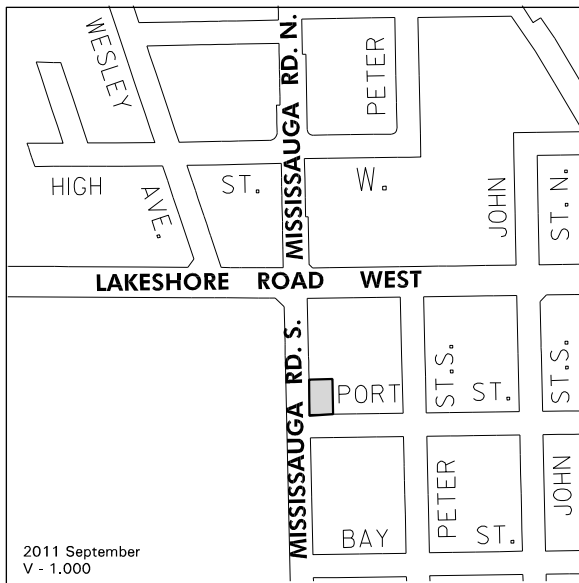 WESLEY
AVE.
MISSISSAUGA RD. N.
PETER
HIGH ST. W.
JOHN
ST. N.
LAKESHORE ROAD WEST
MISSISSAUGA RD. S.
PORT ST.
ST. S.
PETER
ST. S.
JOHN
BAY ST.
2011 September
V - 1.000